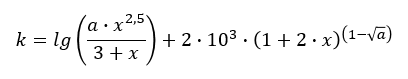 k = lg(a · x^2,5 / (3 + x)) + 2 · 10^3 · (1 + 2 · x)^(1−√a)